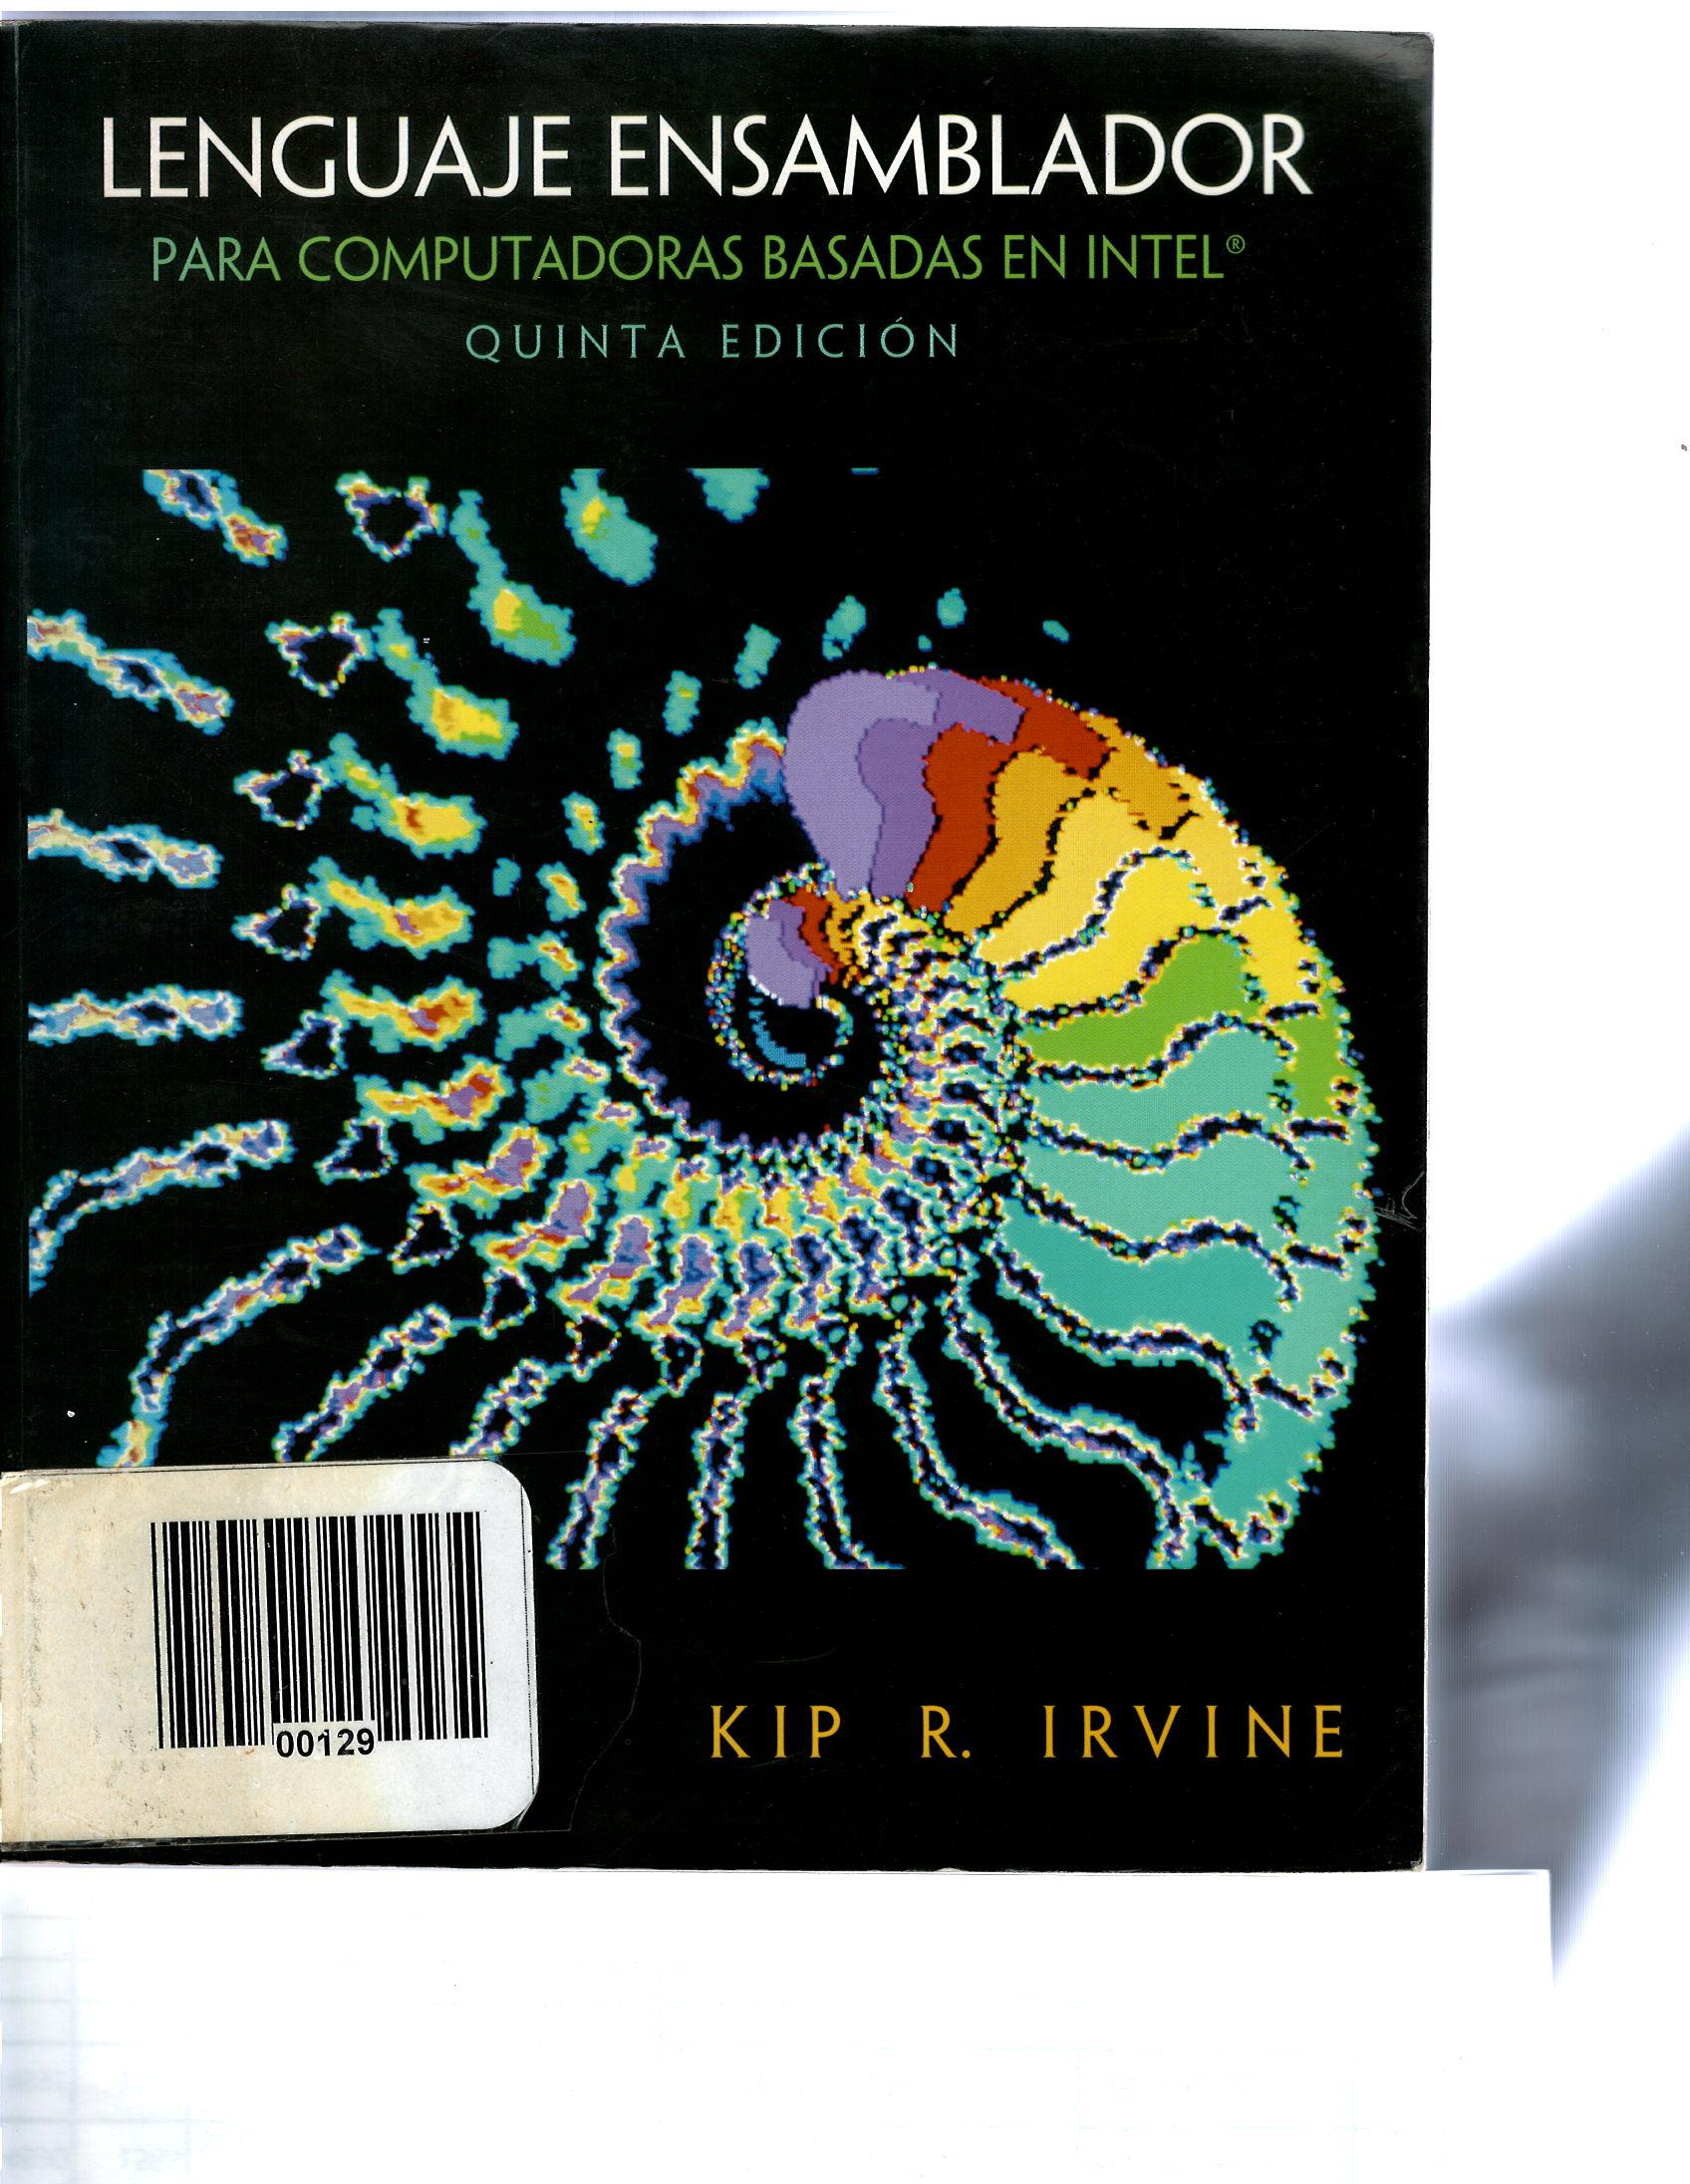 LENGUAJE ENSAMBLADOR
PARA COMPUTADORAS BASADAS EN INTEL®
QUINTA EDICIÓN
00129
KIP R. IRVINE